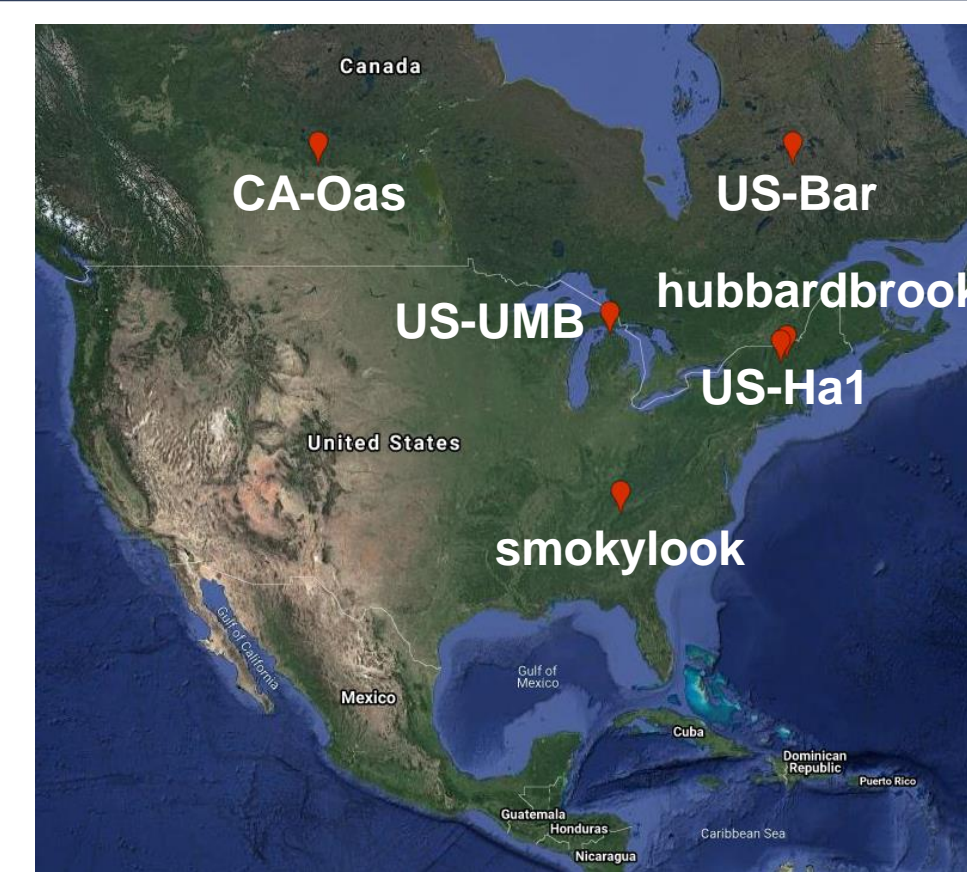 Canada
CA-Oas
US-Bar
hubbardbrook
US-UMB
US-Ha1
United States
smokylook
Gulf of California
Gulf of
Mexico
Mexico
Cuba
Dominican
Republic
Puerto Rico
Guatemala
Honduras
Caribbean Sea
Nicaragua